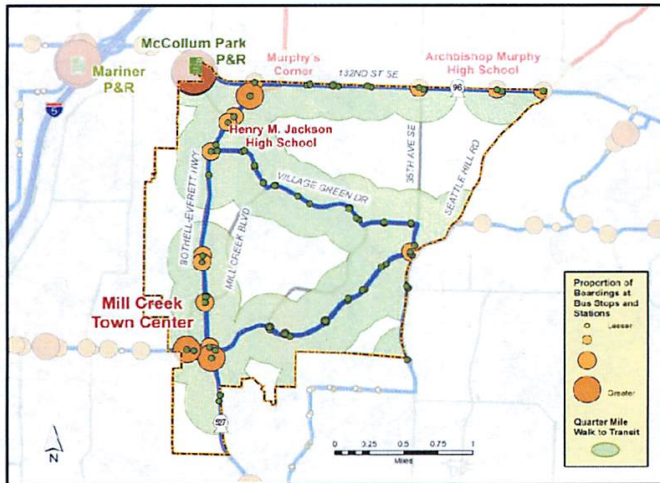 McCollum Park
P&R
Mariner
P&R
5
Murphy's
Corner
132ND ST SE
Archbishop Murphy
High School
96
Henry M. Jackson
High School
BOTHELL-EVERETT HWY
VILLAGE GREEN DR
35TH AVE SE
SEATTLE HILL RD
MILL CREEK BLVD
Mill Creek
Town Center
527
N
0 0.25 0.5 1
Miles
Proportion of
Boardings at
Bus Stops and
Stations
Lesser
Greater
Quarter Mile
Walk to Transit